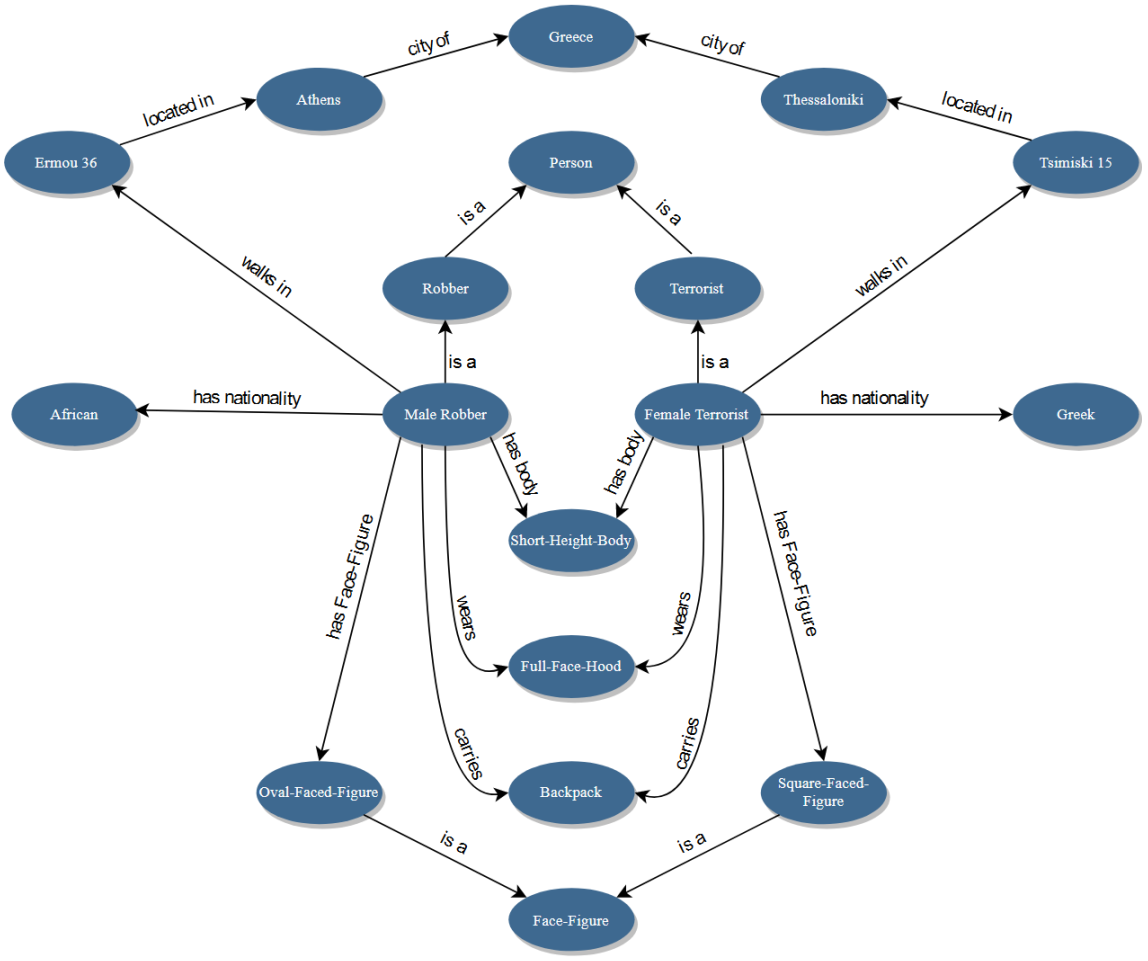 Greece
city of
city of
Athens
Thessaloniki
located in
located in
Ermou 36
Person
Tsimiski 15
is a
is a
walks in
walks in
Robber
Terrorist
is a
is a
has nationality
has nationality
African
Male Robber
Female Terrorist
Greek
has body
has body
Short-Height-Body
has Face-Figure
has Face-Figure
wears
wears
Full-Face-Hood
carries
carries
Oval-Faced-Figure
Backpack
Square-Faced-
Figure
is a
is a
Face-Figure